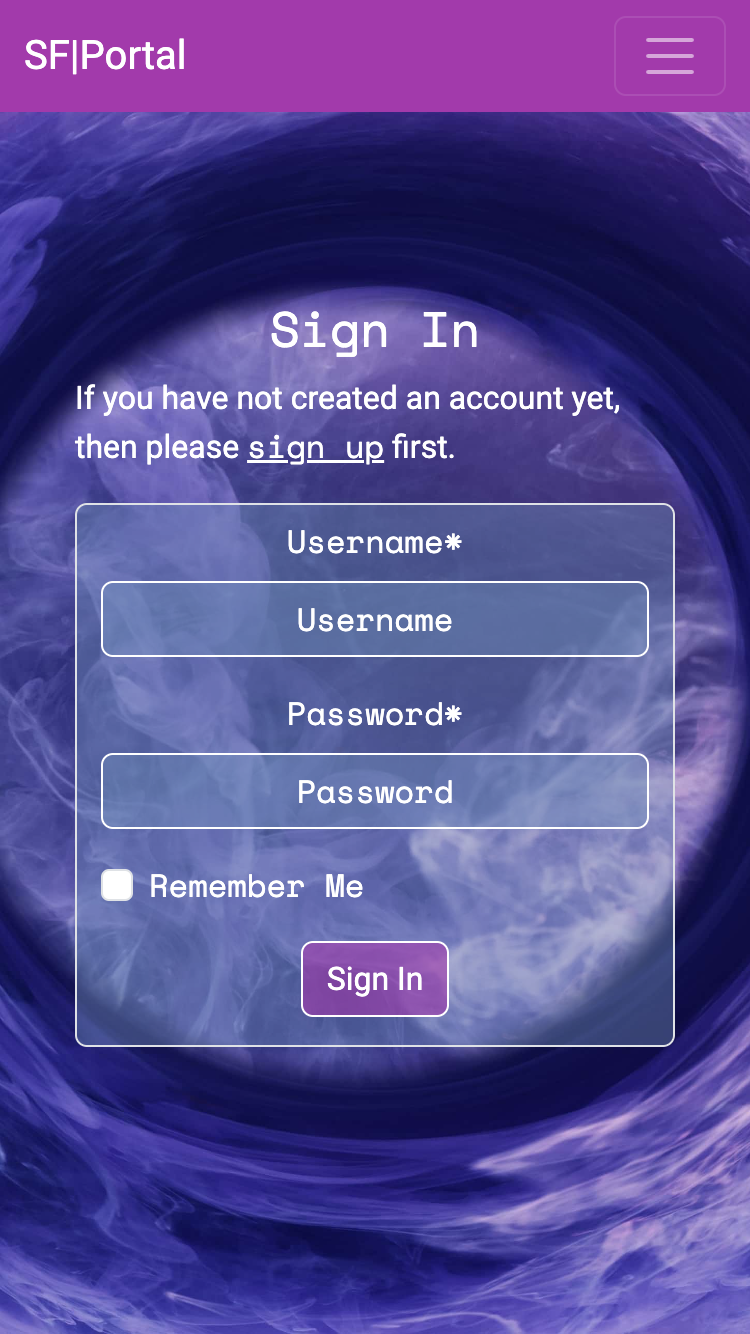 SF|Portal
Sign In
If you have not created an account yet,
then please sign up first.
Username*
Username
Password*
Password
Remember Me
Sign In